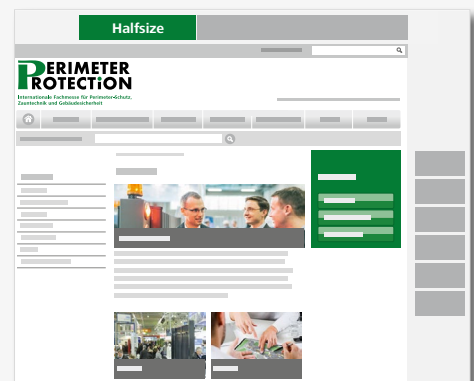 Halfsize
PERIMETER
PROTECTION
Internationale Fachmesse für Perimeter-Schutz,
Zauntechnik und Gebäudesicherheit